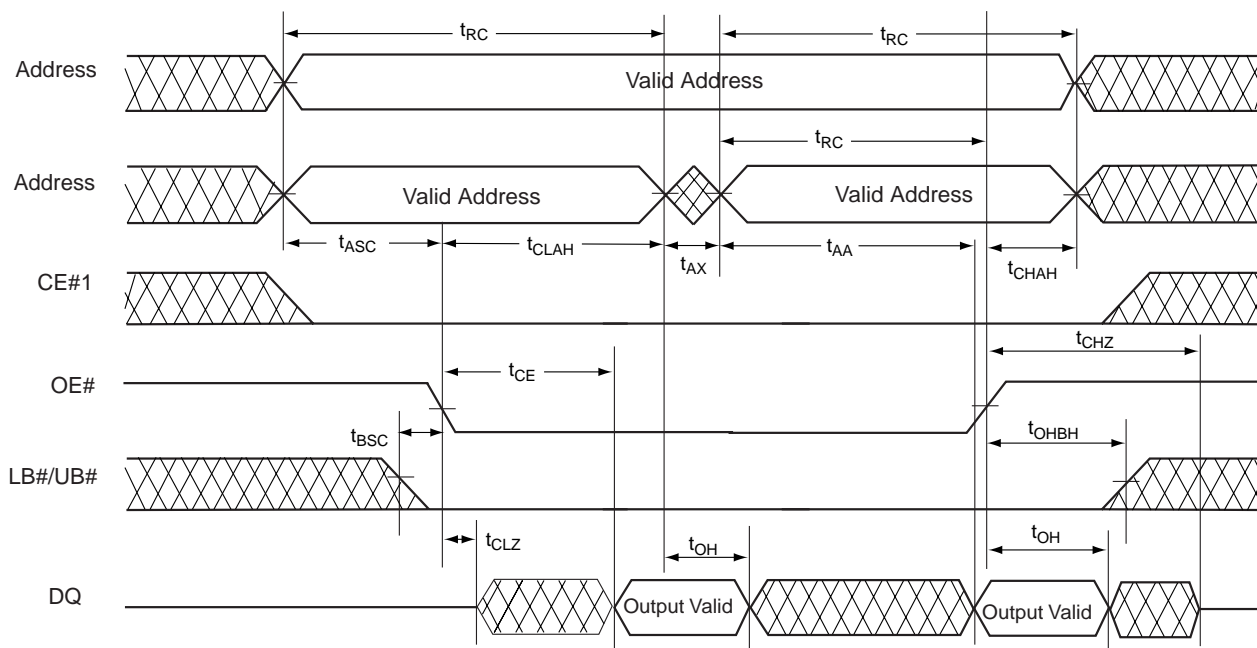 tRC tRC
Address Valid Address
tRC
Address Valid Address Valid Address
tASC tCLAH tAX tAA tCHAH
CE#1
tCHZ
OE# tCE
tBSC tOHBH
LB#/UB#
tCLZ tOH tOH
DQ Output Valid Output Valid